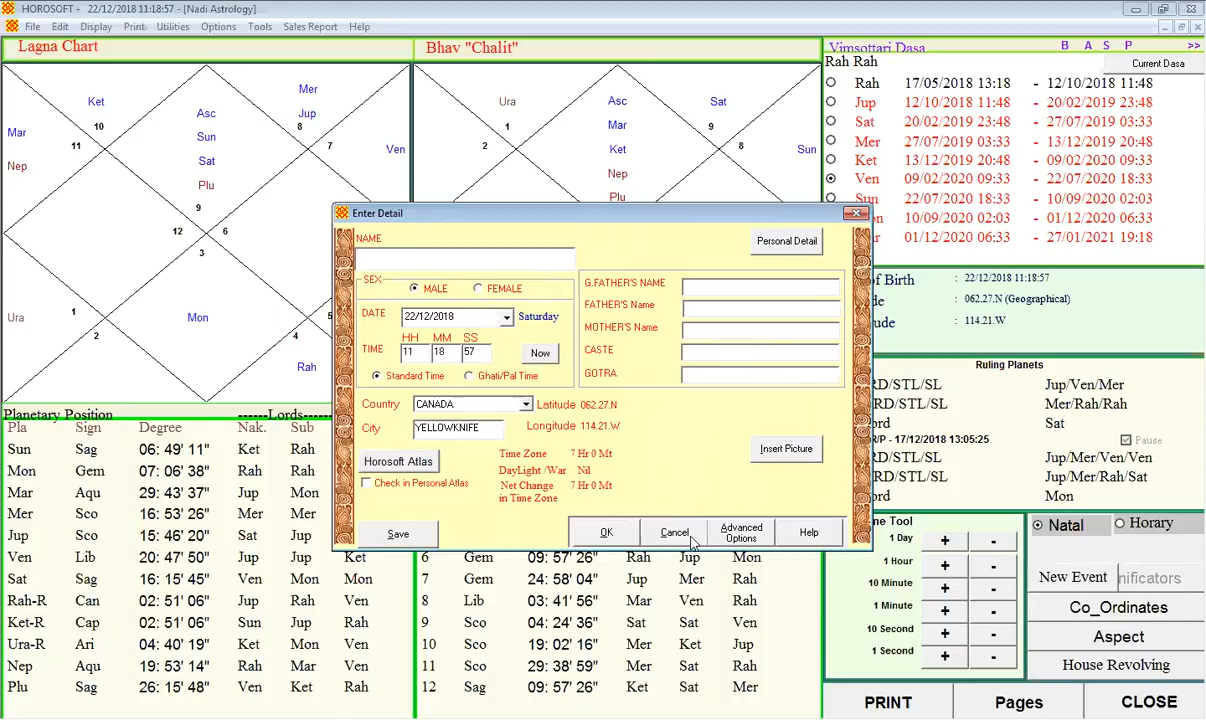 HOROSOFT - 22/12/2018 11:18:57 - [Nadi Astrology]
File Edit Display Print Utilities Options Tools Sales Report Help
Lagna Chart
Ket
10
Mar
11
Nep
Asc
Sun
Sat
Plu
9
Mer
Jup
8
7
Ven
12
6
3
Ura
1
2
Mon
5
4
Rah
Bhav "Chalit"
Ura
1
2
Asc
Mar
Ket
Nep
Plu
Sat
9
8
Sun
Vimsottari Dasa B A S P >>
Rah Rah Current Dasa
Rah 17/05/2018 13:18 - 12/10/2018 11:48
Jup 12/10/2018 11:48 - 20/02/2019 23:48
Sat 20/02/2019 23:48 - 27/07/2019 03:33
Mer 27/07/2019 03:33 - 13/12/2019 20:48
Ket 13/12/2019 20:48 - 09/02/2020 09:33
Ven 09/02/2020 09:33 - 22/07/2020 18:33
Sun 22/07/2020 18:33 - 10/09/2020 02:03
on 10/09/2020 02:03 - 01/12/2020 06:33
ar 01/12/2020 06:33 - 27/01/2021 19:18
of Birth : 22/12/2018 11:18:57
de : 062.27.N (Geographical)
ude : 114.21.W
Ruling Planets
RD/STL/SL Jup/Ven/Mer
RD/STL/SL Mer/Rah/Rah
ord Sat
R/P - 17/12/2018 13:05:25 Pause
RD/STL/SL Jup/Mer/Ven/Ven
RD/STL/SL Jup/Mer/Rah/Sat
ord Mon
Enter Detail
NAME
Personal Detail
SEX
MALE FEMALE
DATE 22/12/2018 Saturday
HH MM SS
TIME 11 18 57 Now
Standard Time Ghati/Pal Time
G.FATHER'S NAME
FATHER'S Name
MOTHER'S Name
CASTE
GOTRA
Country CANADA Latitude 062.27.N
City YELLOWKNIFE Longitude 114.21.W
Horosoft Atlas
Check in Personal Atlas
Time Zone 7 Hr 0 Mt
DayLight /War Nil
Net Change 7 Hr 0 Mt
in Time Zone
Insert Picture
Save OK Cancel Advanced Options Help
Planetary Position ------Lords------
Pla Sign Degree Nak. Sub
Sun Sag 06: 49' 11" Ket Rah
Mon Gem 07: 06' 38" Rah Rah
Mar Aqu 29: 43' 37" Jup Mon
Mer Sco 16: 53' 26" Mer Mer
Jup Sco 15: 46' 20" Sat Jup
Ven Lib 20: 47' 50" Jup Jup
Sat Sag 16: 15' 45" Ven Mon Mon
Rah-R Can 02: 51' 06" Jup Rah Ven
Ket-R Cap 02: 51' 06" Sun Jup Rah
Ura-R Ari 04: 40' 19" Ket Mon Ven
Nep Aqu 19: 53' 14" Rah Mar Ven
Plu Sag 26: 15' 48" Ven Ket Rah
6 Gem 09: 57' 26" Rah Jup Mon
7 Gem 24: 58' 04" Jup Mer Rah
8 Lib 03: 41' 56" Mar Ven Rah
9 Sco 04: 24' 36" Sat Sat Ven
10 Sco 19: 02' 16" Mer Ket Jup
11 Sco 29: 38' 59" Mer Sat Rah
12 Sag 09: 57' 26" Ket Sat Mer
ne Tool
1 Day + -
1 Hour + -
10 Minute + -
1 Minute + -
10 Second + -
1 Second + -
Natal Horary
New Event nificators
Co_Ordinates
Aspect
House Revolving
PRINT Pages CLOSE